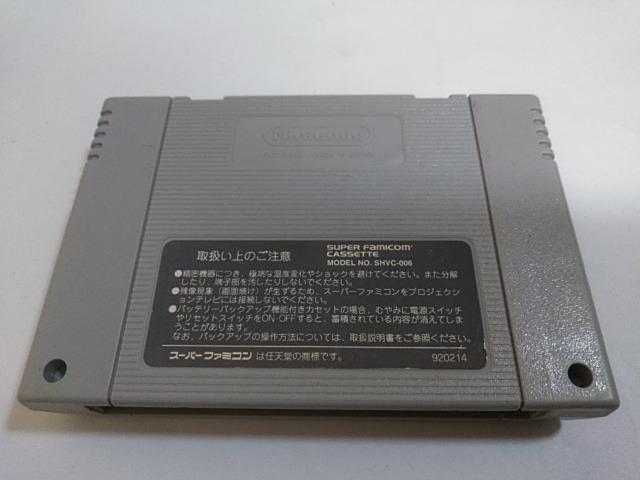 Nintendo
取扱い上のご注意
SUPER FAMICOM
CASSETTE
MODEL NO. SHVC-006
●精密機器につき、極端な温度変化やショックを避けてください。また分解
したり、端子部を汚したりしないでください。
●残像現象（画面焼け）が生ずるため、スーパーファミコンをプロジェクショ
ンテレビには接続しないでください。
●バッテリーバックアップ機能付きカセットの場合、むやみに電源スイッチ
やリセットスイッチをON・OFFすると、蓄積されている内容が消えてしま
うことがあります。
なお、バックアップの操作方法については、取扱説明書をご参照ください。
スーパーファミコンは任天堂の商標です。
920214